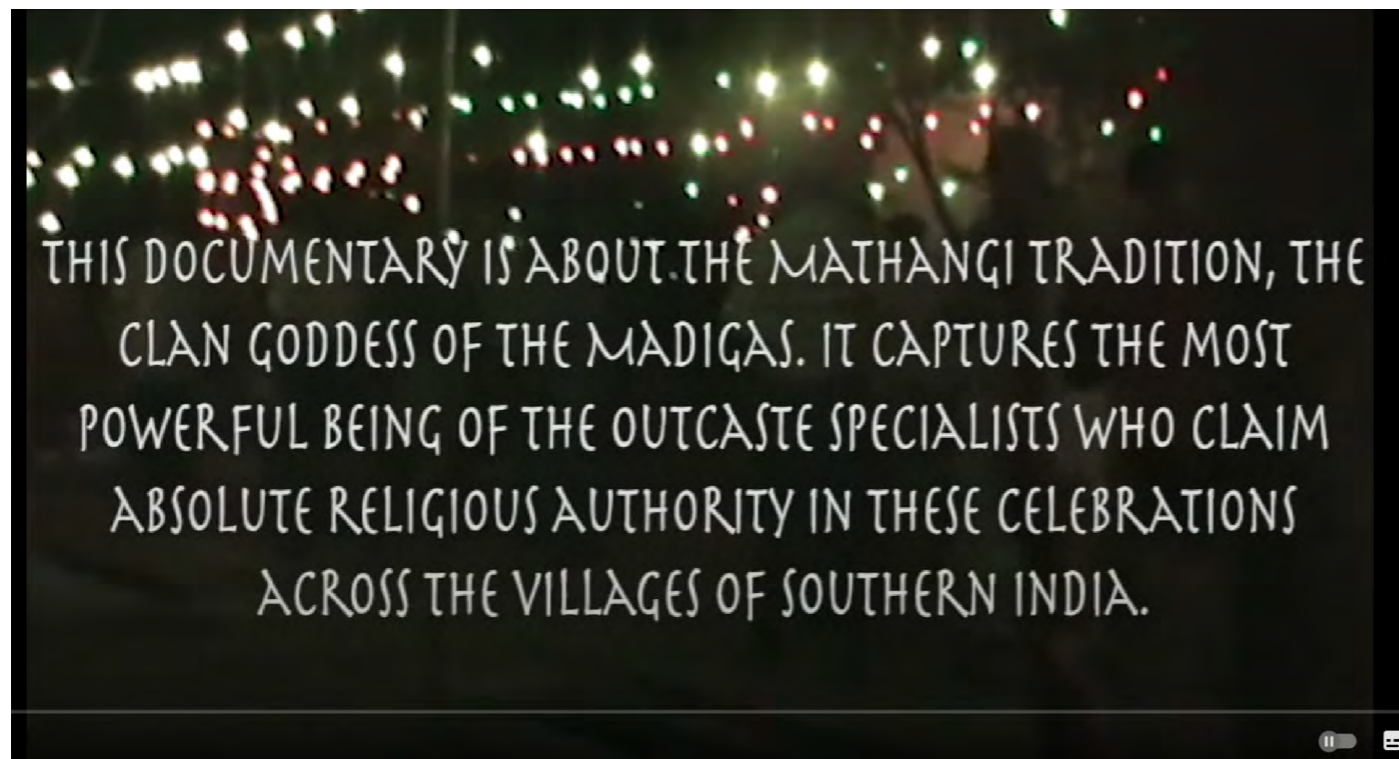 THIS DOCUMENTARY IS ABOUT THE MATHANGI TRADITION, THE
CLAN GODDESS OF THE MADIGAS. IT CAPTURES THE MOST
POWERFUL BEING OF THE OUTCASTE SPECIALISTS WHO CLAIM
ABSOLUTE RELIGIOUS AUTHORITY IN THESE CELEBRATIONS
ACROSS THE VILLAGES OF SOUTHERN INDIA.